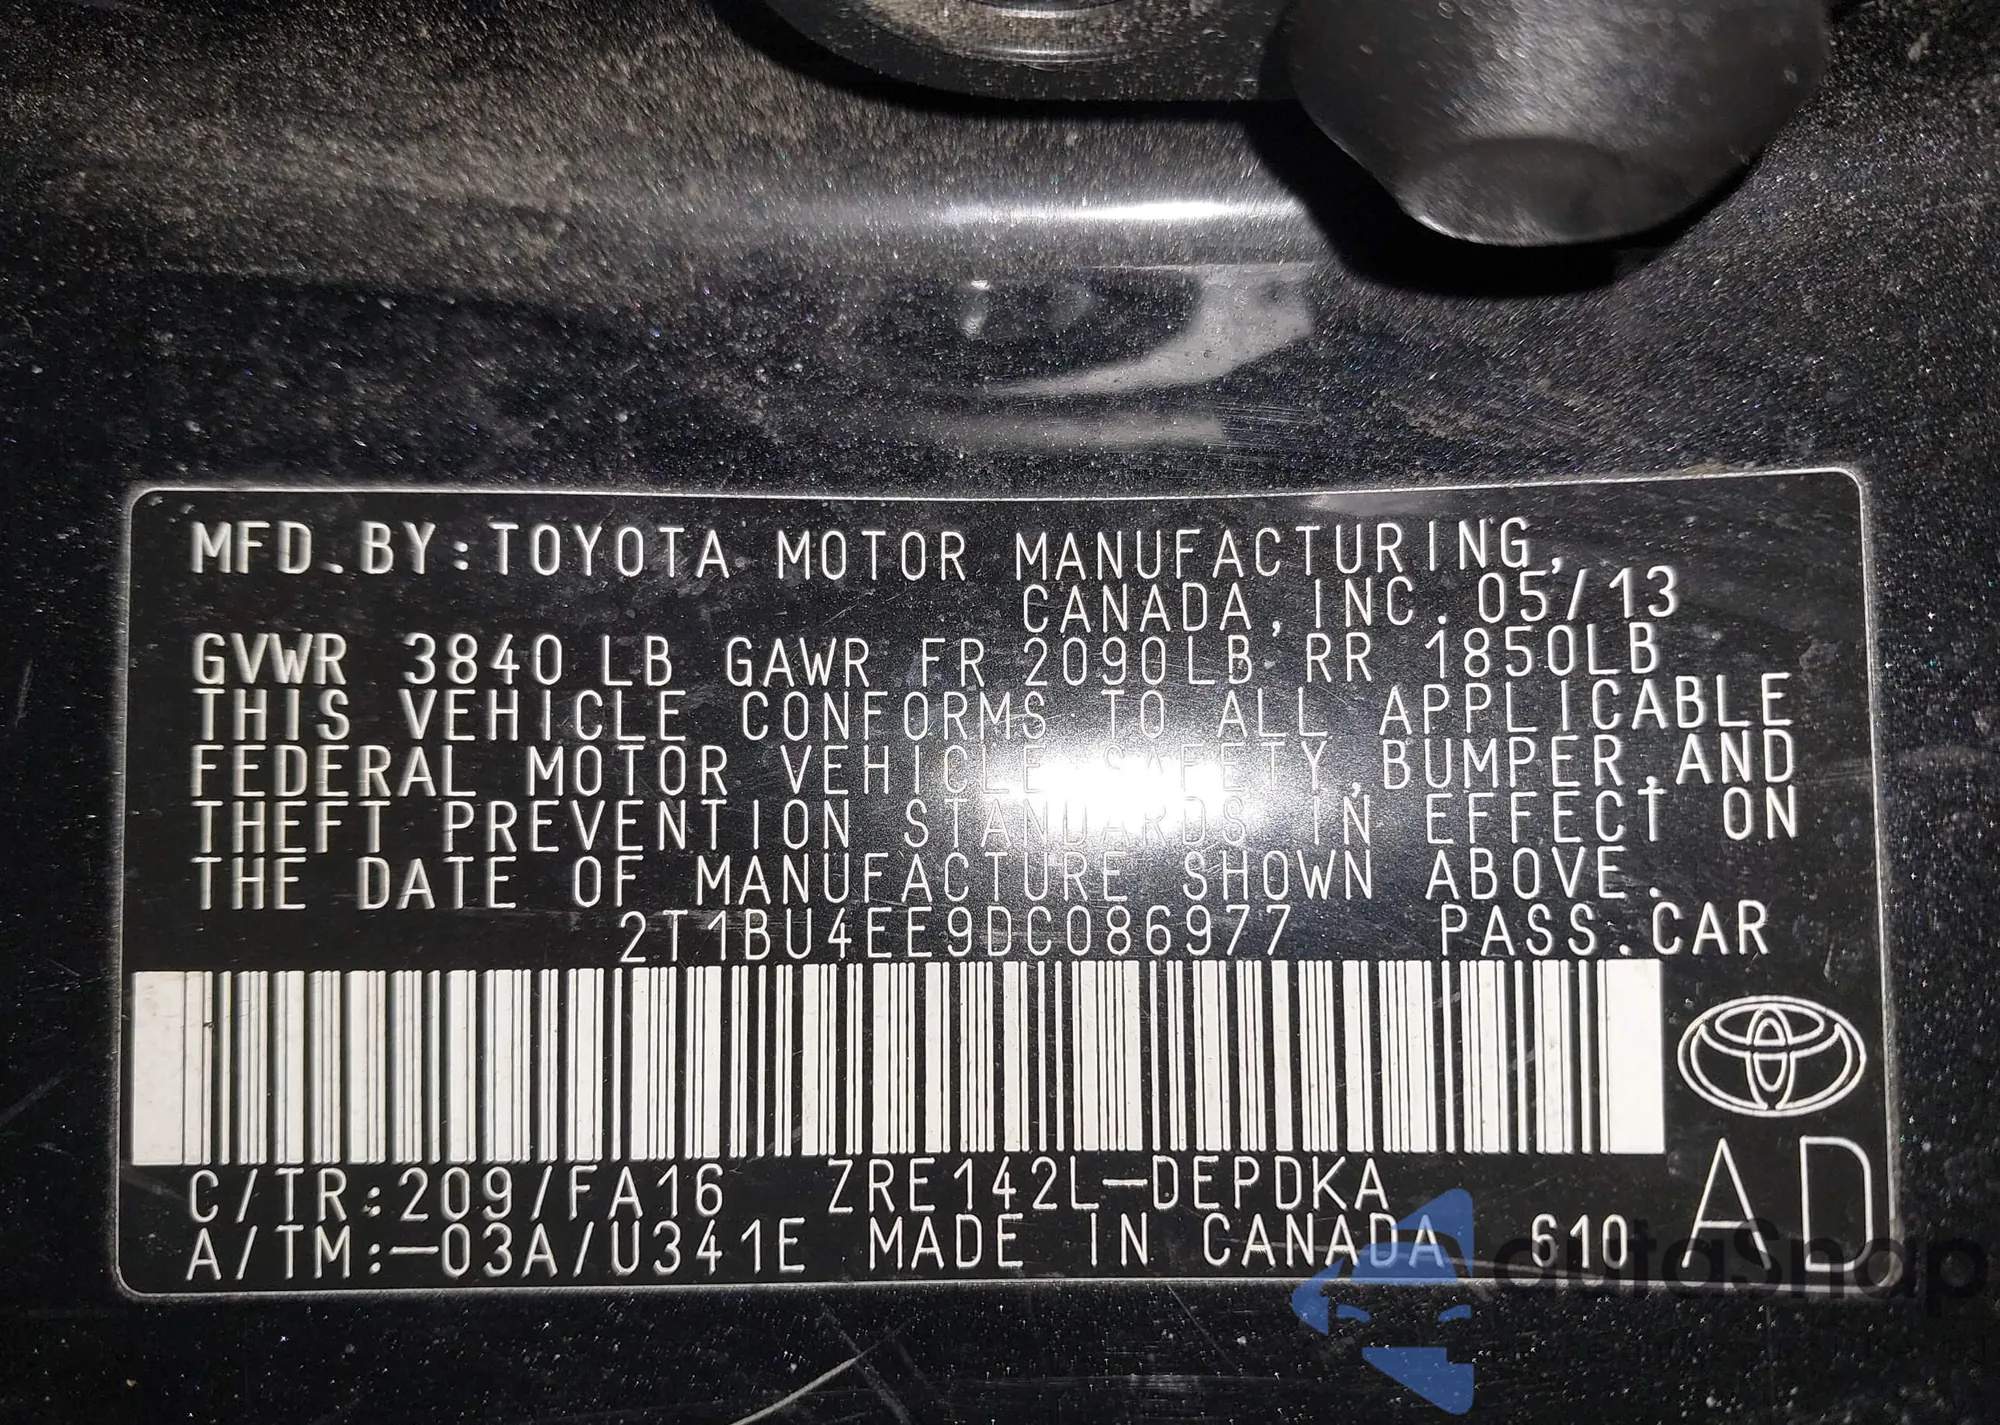 MFD.BY:TOYOTA MOTOR MANUFACTURING,
CANADA,INC. 05/13
GVWR 3840LB GAWR FR 2090LB RR 1850LB
THIS VEHICLE CONFORMS TO ALL APPLICABLE
FEDERAL MOTOR VEHICLE SAFETY,BUMPER,AND
THEFT PREVENTION STANDARDS IN EFFECT ON
THE DATE OF MANUFACTURE SHOWN ABOVE.
2T1BU4EE9DC086977 PASS.CAR
C/TR:209/FA16 ZRE142L-DEPDKA
A/TM:-03A/U341E MADE IN CANADA 610
AD
autoSnap